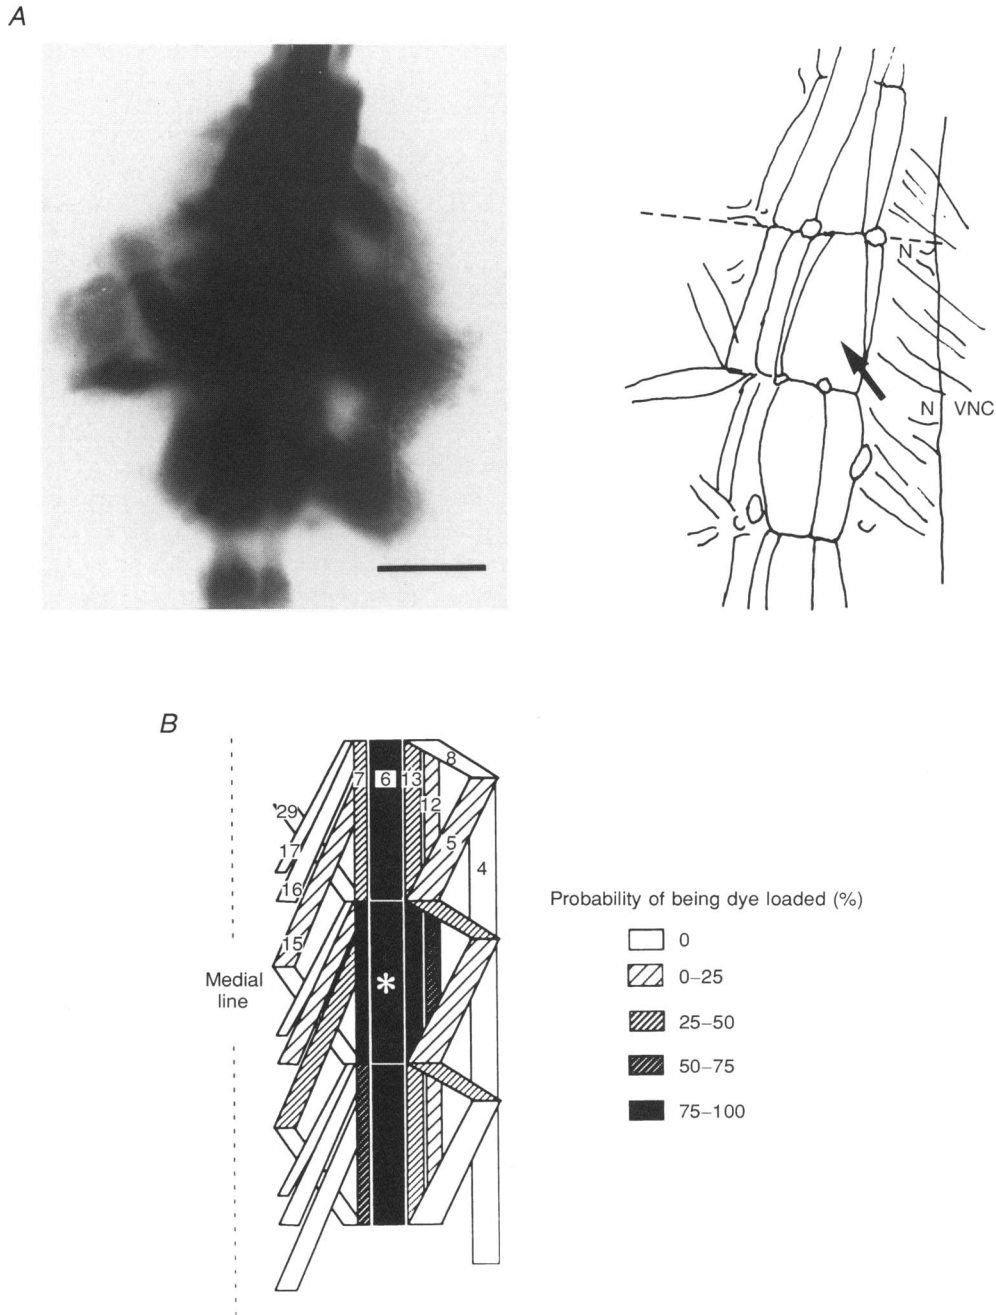 A
N
N VNC
B
8
7 6 13
12
29
5
17
4
16
15
*
Medial
line
Probability of being dye loaded (%)
0
0–25
25–50
50–75
75–100